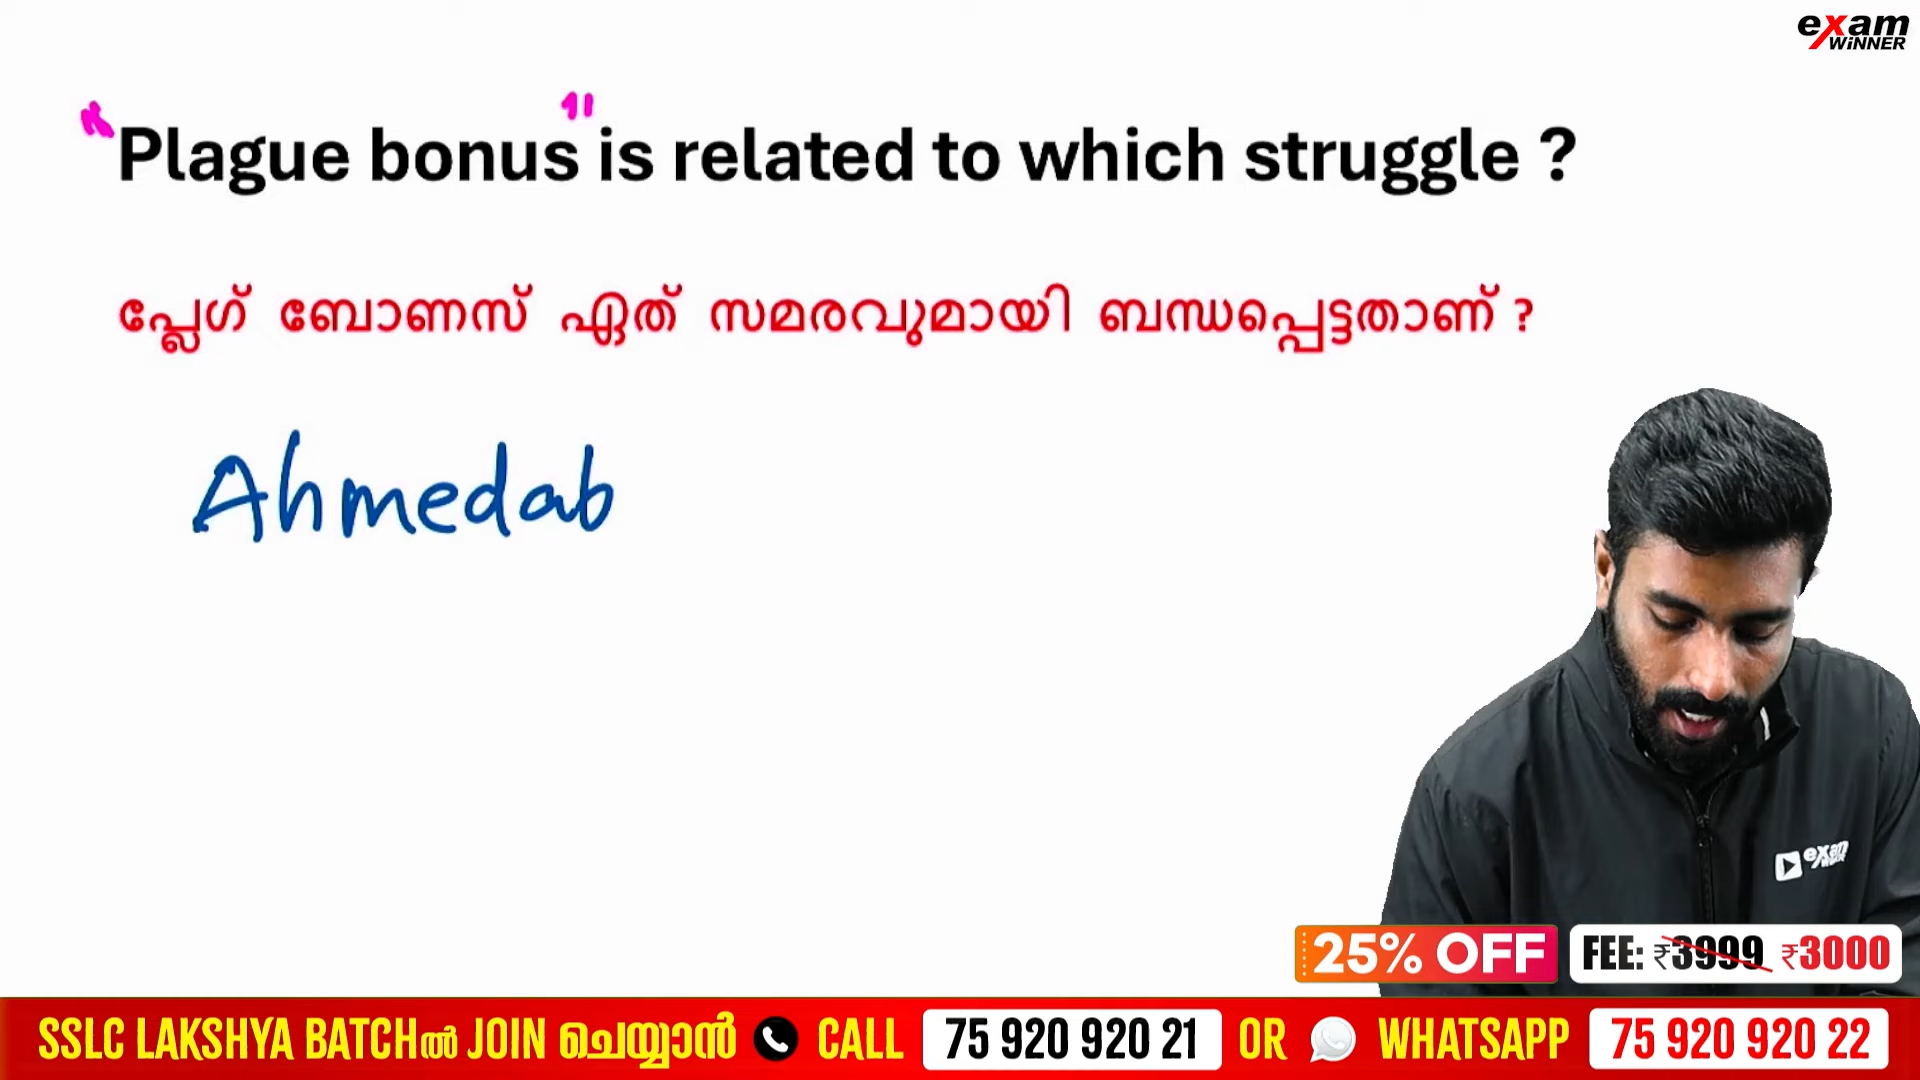 exam
WiNNER
"Plague bonus" is related to which struggle ?
പ്ലേഗ് ബോണസ് ഏത് സമരവുമായി ബന്ധപ്പെട്ടതാണ് ?
Ahmedab
exam
25% OFF
FEE: ₹3999 ₹3000
SSLC LAKSHYA BATCHൽ JOIN ചെയ്യാൻ CALL 75 920 920 21 OR WHATSAPP 75 920 920 22